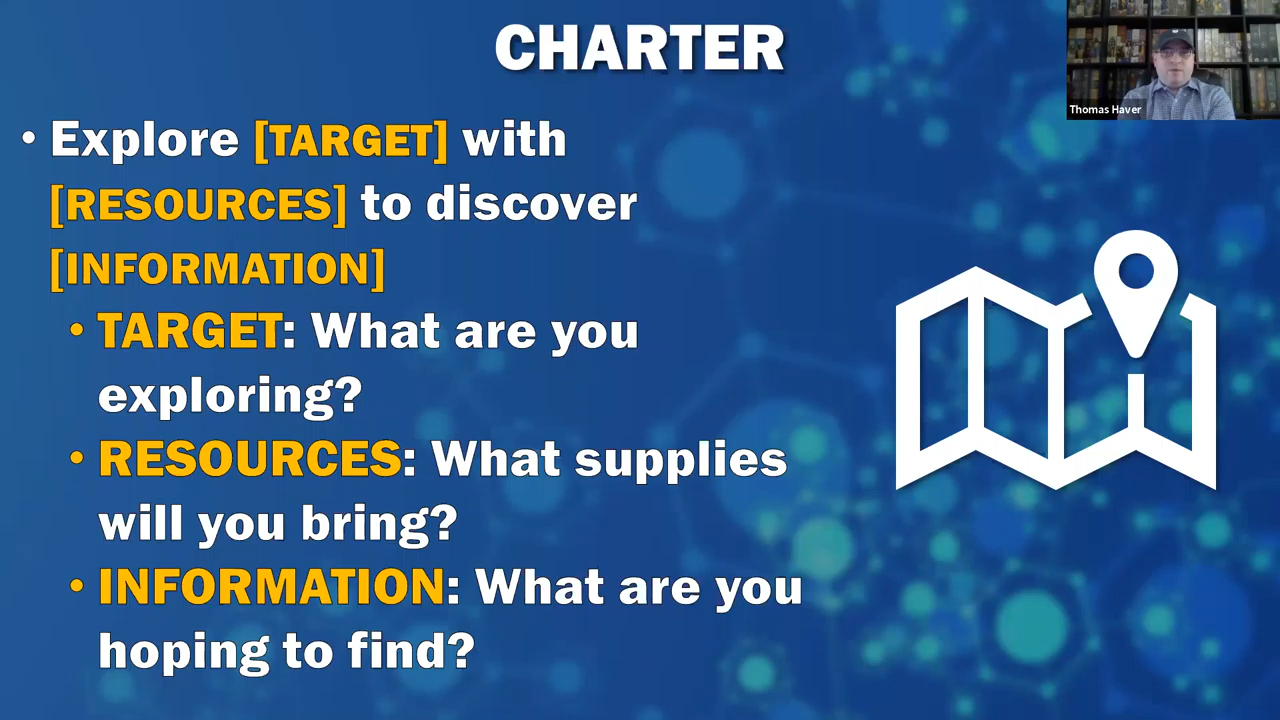 CHARTER
Thomas Haver
• Explore [TARGET] with
[RESOURCES] to discover
[INFORMATION]
• TARGET: What are you
exploring?
• RESOURCES: What supplies
will you bring?
• INFORMATION: What are you
hoping to find?